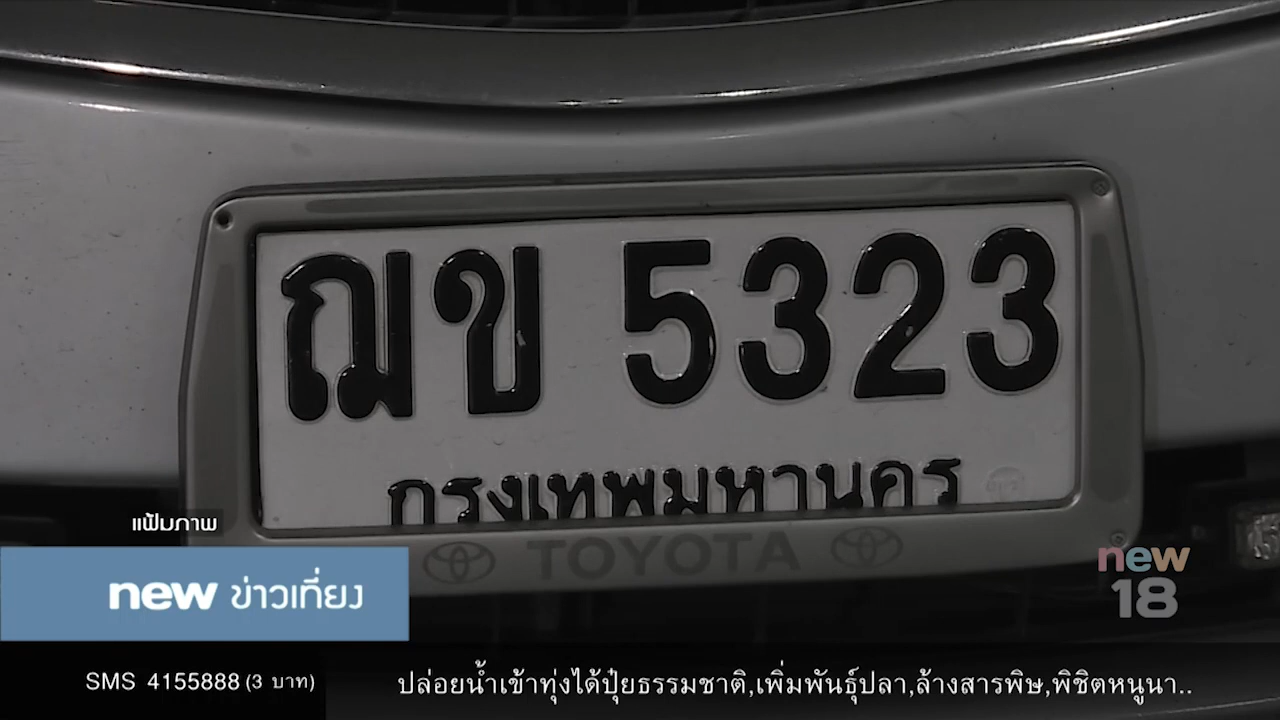 ฌข 5323
กรุงเทพมหานคร
TOYOTA
แฟ้มภาพ
new ข่าวเที่ยง
new
18
SMS 4155888 (3 บาท)
ปล่อยน้ำเข้าทุ่งได้ปุ๋ยธรรมชาติ,เพิ่มพันธุ์ปลา,ล้างสารพิษ,พิชิตหนูนา..